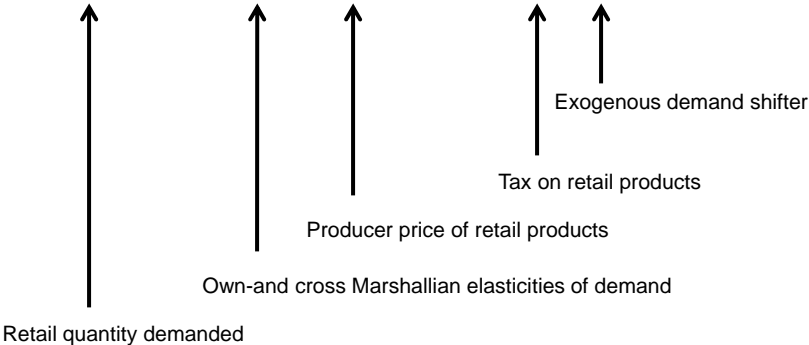 Exogenous demand shifter
Tax on retail products
Producer price of retail products
Own-and cross Marshallian elasticities of demand
Retail quantity demanded